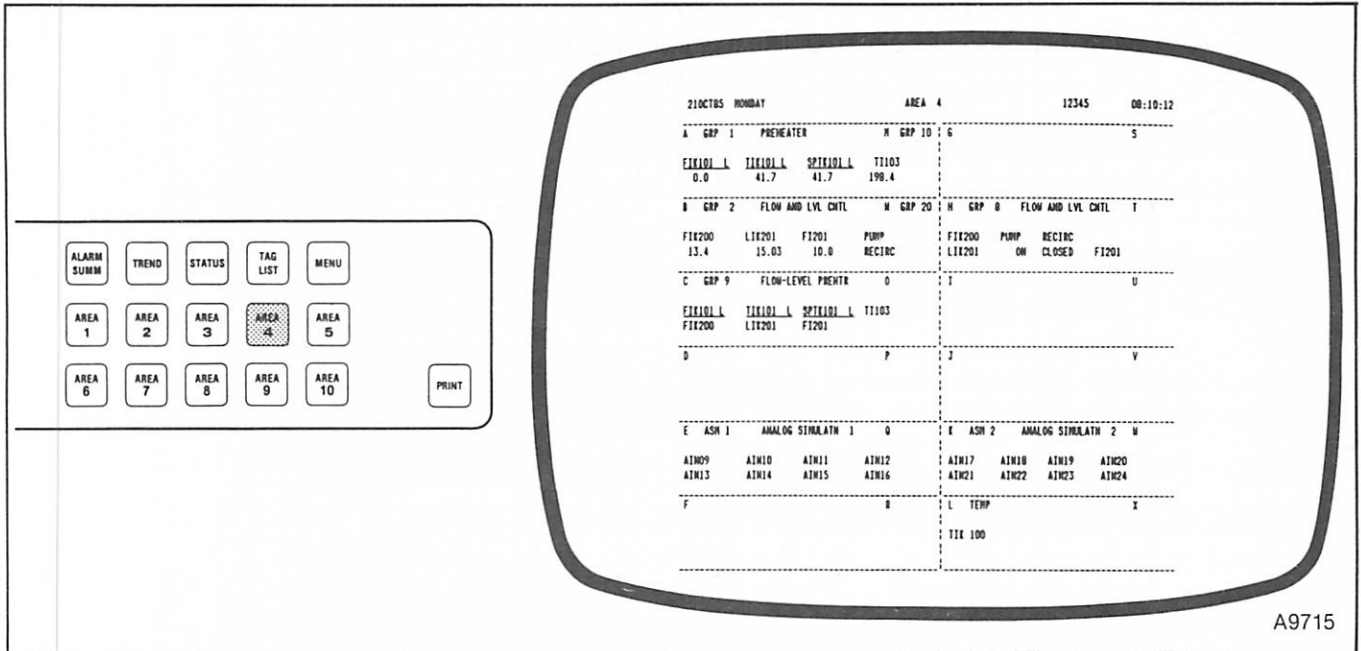 ALARM SUMM TREND STATUS TAG LIST MENU
AREA 1 AREA 2 AREA 3 AREA 4 AREA 5
AREA 6 AREA 7 AREA 8 AREA 9 AREA 10 PRINT
21OCT85 MONDAY AREA 4 12345 08:10:12
A GRP 1 PREHEATER M GRP 10 G S
FIK101 L TIK101 L SPTK101 L TI103
0.0 41.7 41.7 198.4
B GRP 2 FLOW AND LVL CNTL N GRP 20 H GRP 8 FLOW AND LVL CNTL T
FIK200 LIK201 FI201 PUMP FIK200 PUMP RECIRC
13.4 15.03 10.0 RECIRC LIK201 ON CLOSED FI201
C GRP 9 FLOW-LEVEL PREHTR O I U
FIK101 L TIK101 L SPTK101 L TI103
FIK200 LIK201 FI201
D P J V
E ASM 1 ANALOG SIMULATN 1 Q K ASM 2 ANALOG SIMULATN 2 W
AIN09 AIN10 AIN11 AIN12 AIN17 AIN18 AIN19 AIN20
AIN13 AIN14 AIN15 AIN16 AIN21 AIN22 AIN23 AIN24
F R L TEMP X
TIK 100
A9715